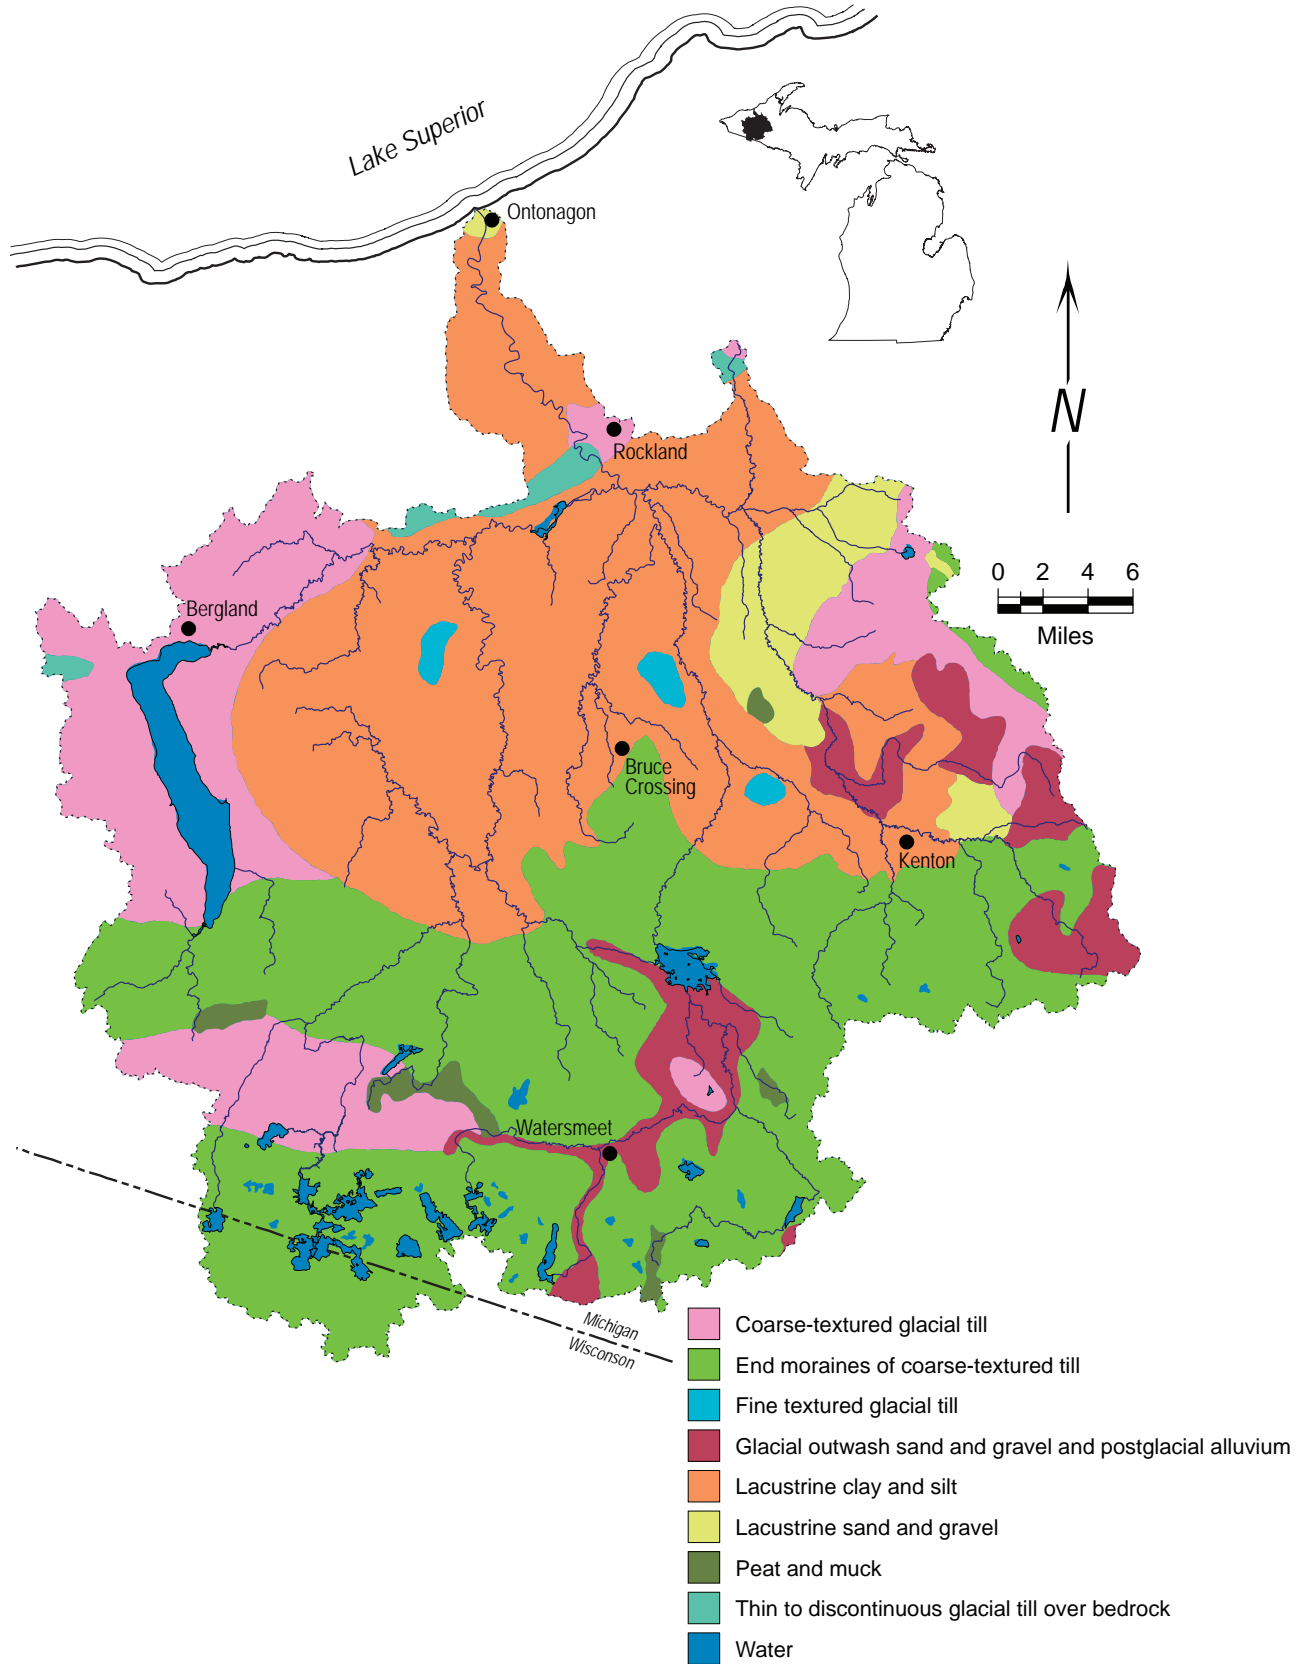 Lake Superior
Ontonagon
Rockland
N
0 2 4 6
Miles
Bergland
Bruce
Crossing
Kenton
Watersmeet
Michigan
Wisconson
Coarse-textured glacial till
End moraines of coarse-textured till
Fine textured glacial till
Glacial outwash sand and gravel and postglacial alluvium
Lacustrine clay and silt
Lacustrine sand and gravel
Peat and muck
Thin to discontinuous glacial till over bedrock
Water